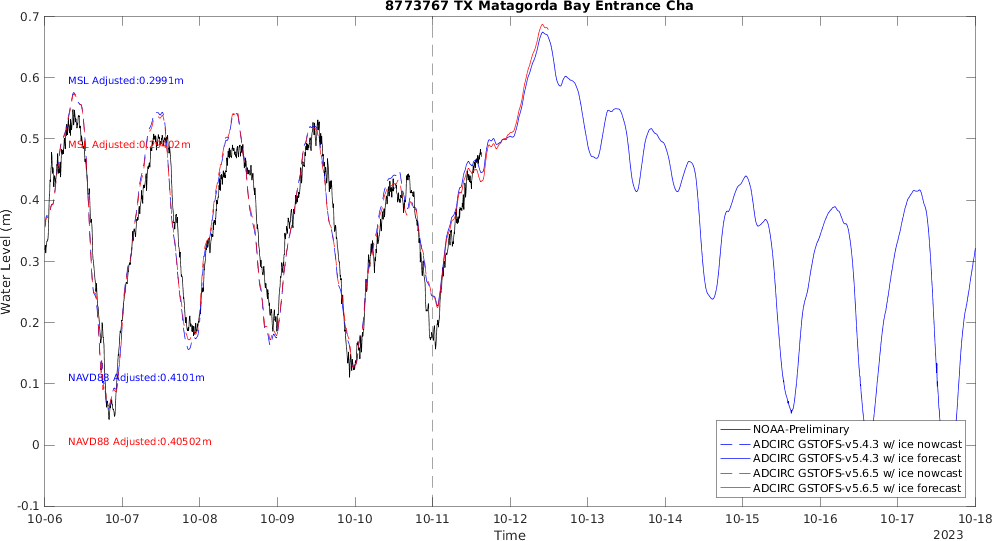 8773767 TX Matagorda Bay Entrance Cha
0.7
0.6
0.5
0.4
0.3
0.2
0.1
0
-0.1
Water Level (m)
MSL Adjusted:0.2991m
MSL Adjusted:0.29402m
NAVD88 Adjusted:0.4101m
NAVD88 Adjusted:0.40502m
NOAA-Preliminary
ADCIRC GSTOFS-v5.4.3 w/ ice nowcast
ADCIRC GSTOFS-v5.4.3 w/ ice forecast
ADCIRC GSTOFS-v5.6.5 w/ ice nowcast
ADCIRC GSTOFS-v5.6.5 w/ ice forecast
10-06 10-07 10-08 10-09 10-10 10-11 10-12 10-13 10-14 10-15 10-16 10-17 10-18
Time
2023